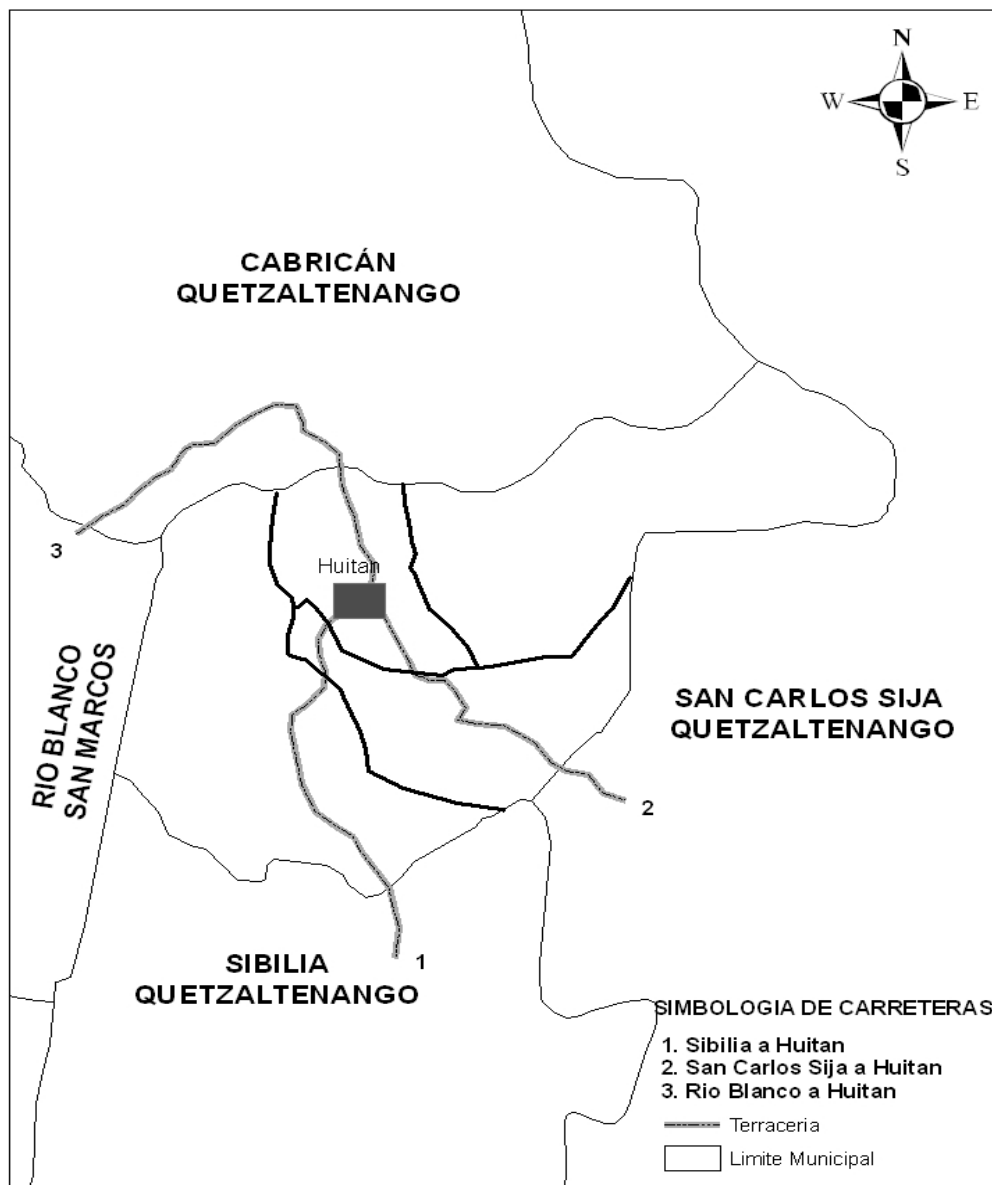 N
W E
S
CABRICÁN
QUETZALTENANGO
3
Huitan
RIO BLANCO
SAN MARCOS
SAN CARLOS SIJA
QUETZALTENANGO
2
SIBILIA
QUETZALTENANGO
1
SIMBOLOGIA DE CARRETERAS
1. Sibilia a Huitan
2. San Carlos Sija a Huitan
3. Rio Blanco a Huitan
Terraceria
Limite Municipal